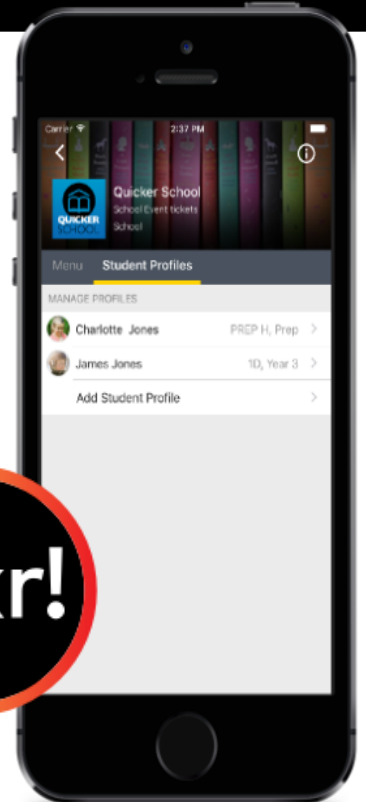 Carrier 2:37 PM
Quicker School
School Event tickets
School
QUICKER
SCHOOL
Menu Student Profiles
MANAGE PROFILES
Charlotte Jones PREP H, Prep
James Jones 1D, Year 3
Add Student Profile
kr!